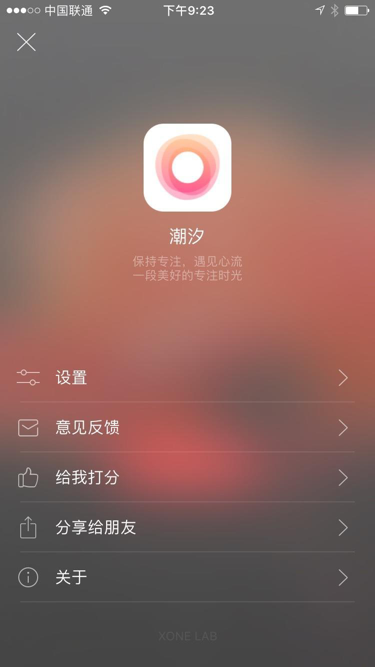 中国联通 下午9:23
潮汐
保持专注，遇见心流
一段美好的专注时光
设置
意见反馈
给我打分
分享给朋友
关于
XONE LAB